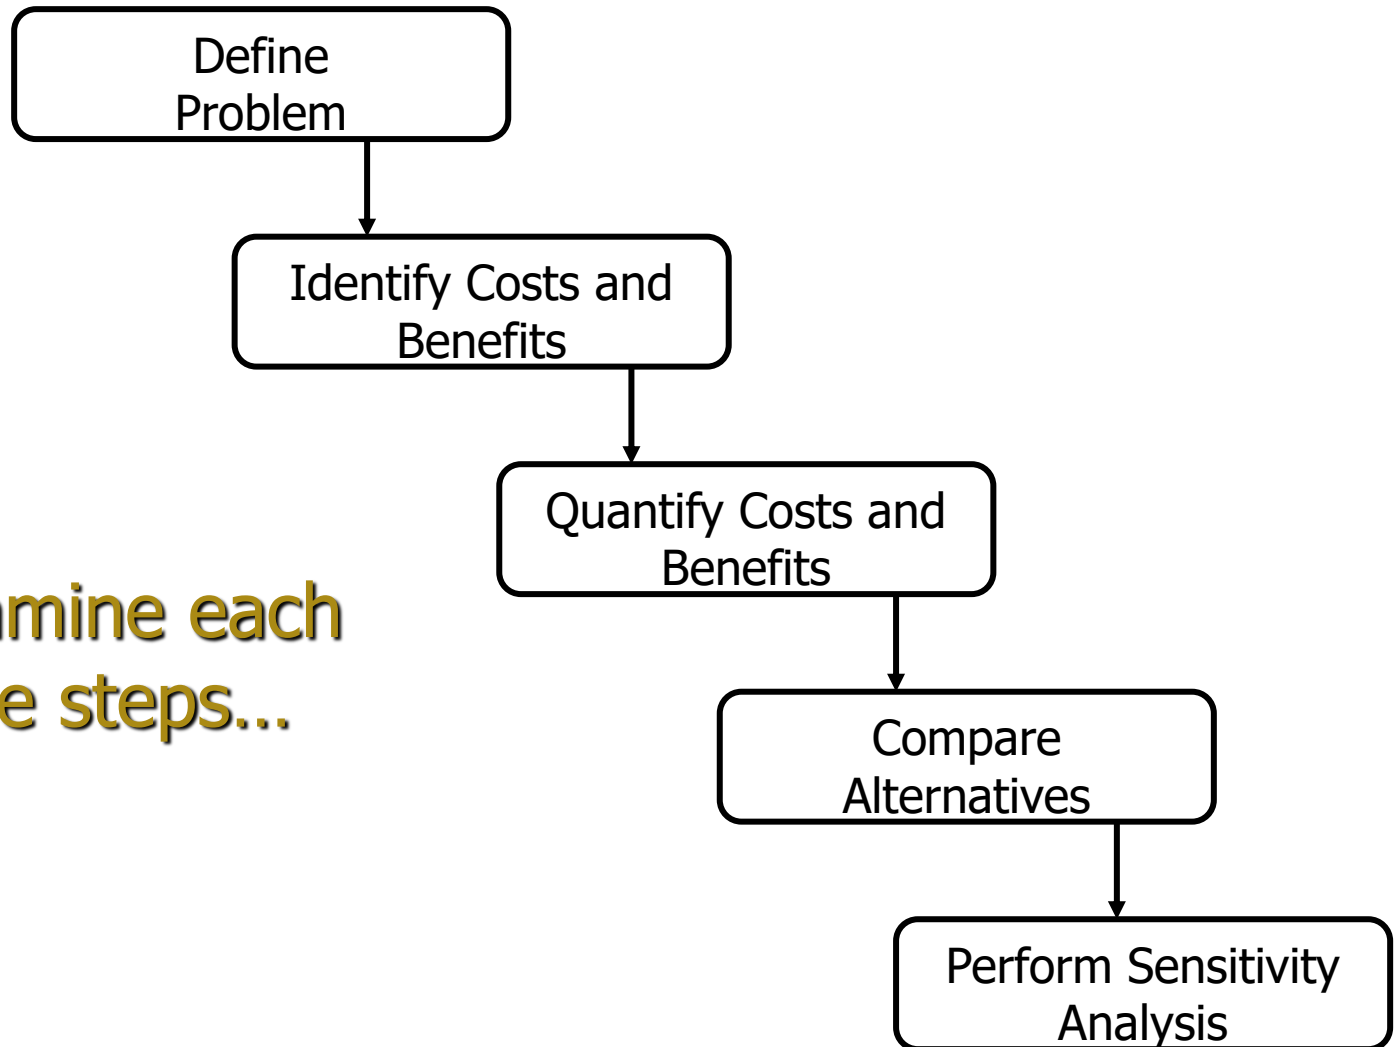 Define
Problem
Identify Costs and
Benefits
Quantify Costs and
Benefits
mine each
e steps...
Compare
Alternatives
Perform Sensitivity
Analysis